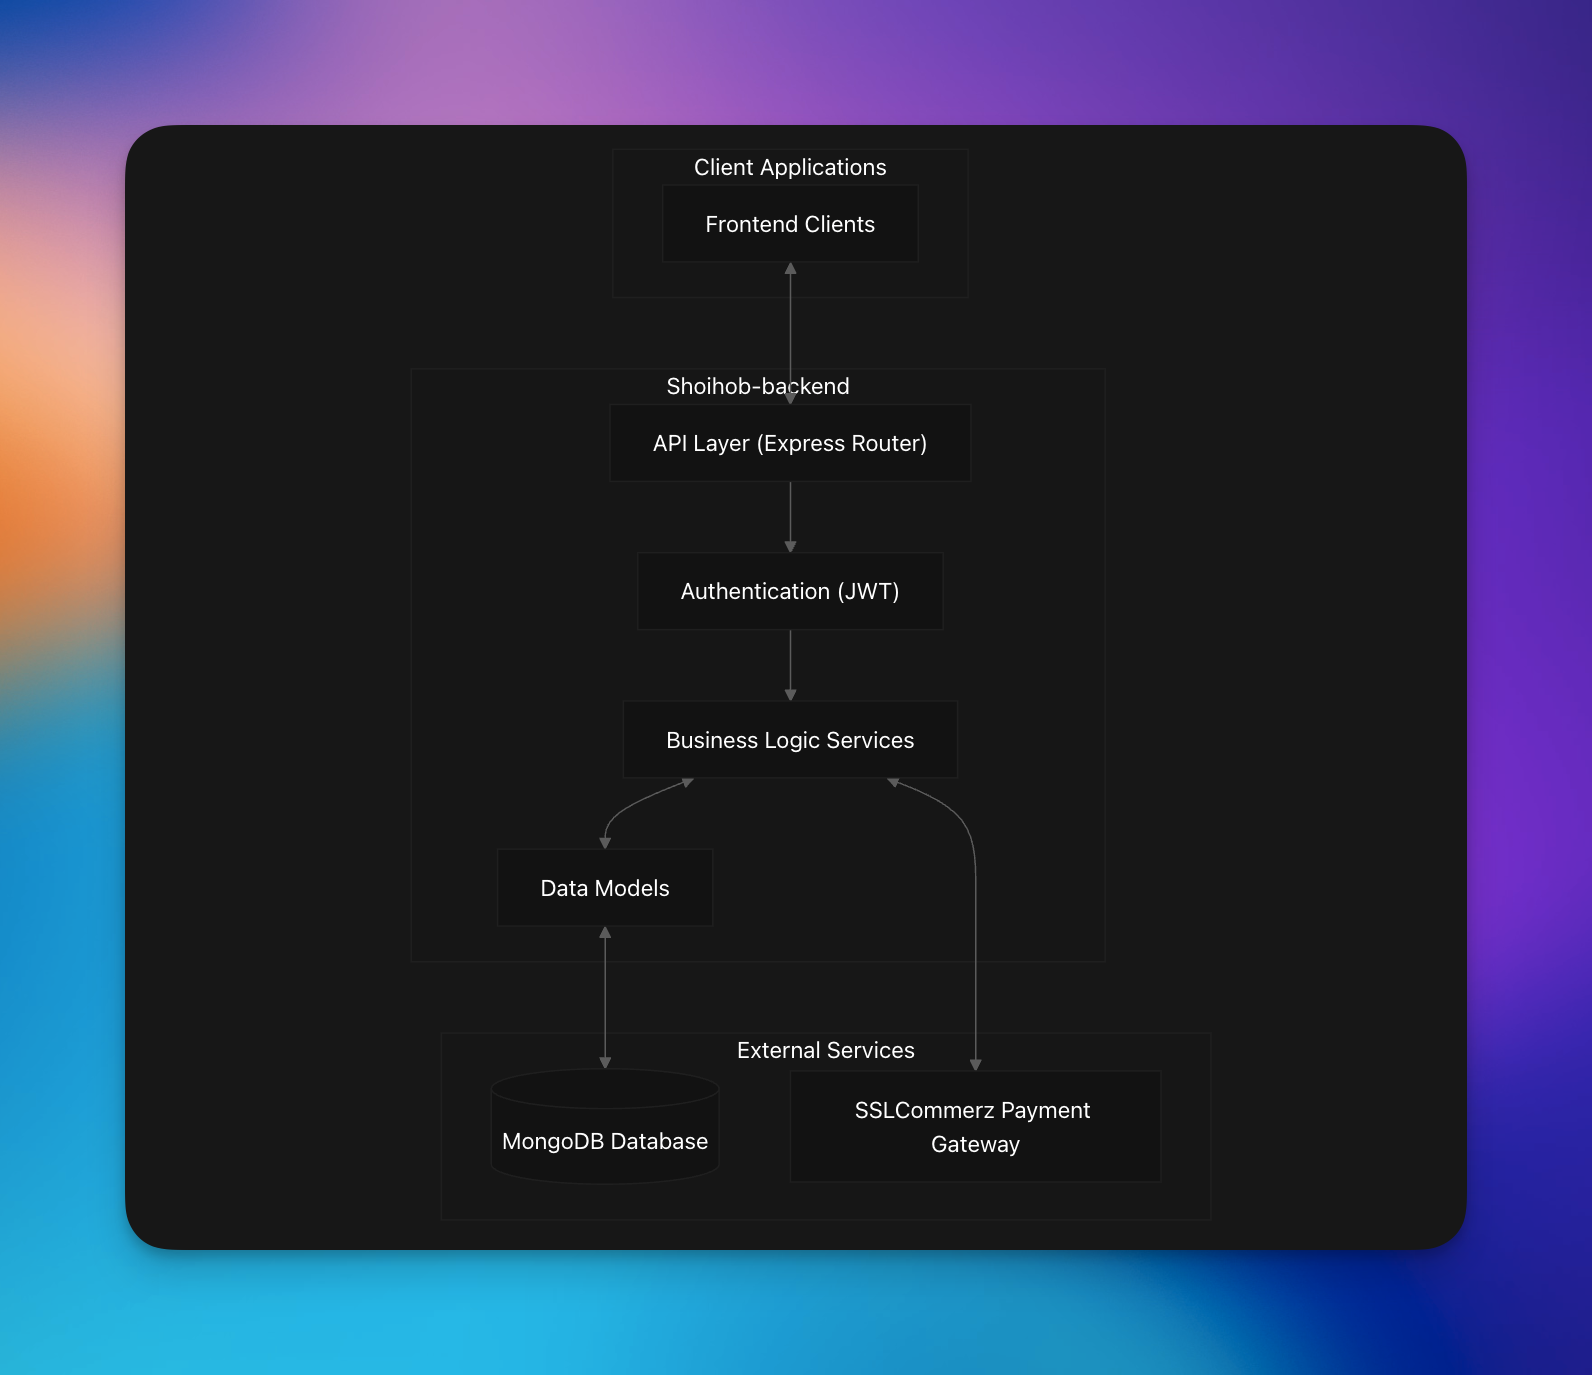 Client Applications
Frontend Clients
Shoihob-backend
API Layer (Express Router)
Authentication (JWT)
Business Logic Services
Data Models
External Services
MongoDB Database
SSLCommerz Payment
Gateway